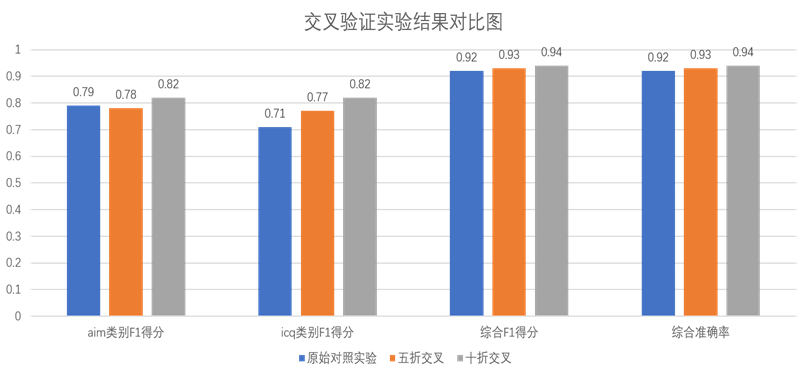 交叉验证实验结果对比图
1
0.9
0.8
0.7
0.6
0.5
0.4
0.3
0.2
0.1
0
0.79 0.78 0.82
0.71 0.77 0.82
0.92 0.93 0.94
0.92 0.93 0.94
aim类别F1得分 icq类别F1得分 综合F1得分 综合准确率
原始对照实验 五折交叉 十折交叉